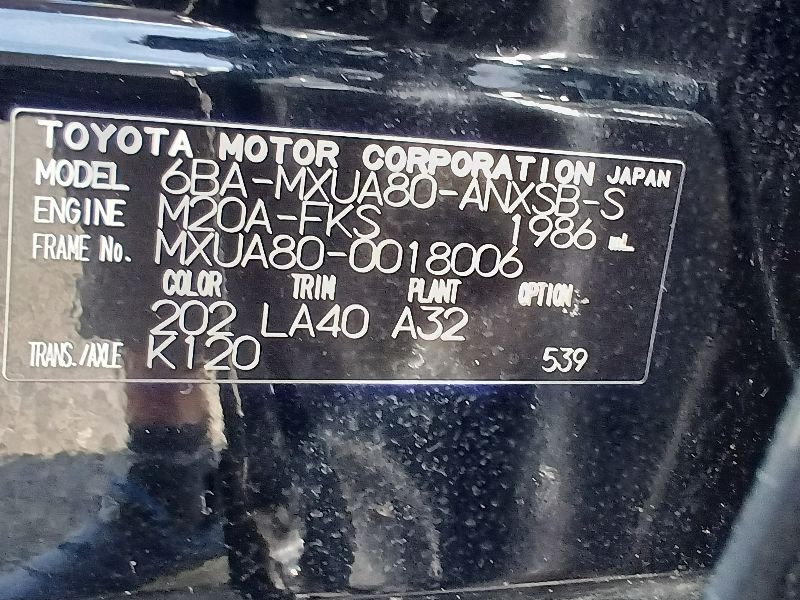 TOYOTA MOTOR CORPORATION JAPAN
MODEL 6BA-MXUA80-ANXSB-S
ENGINE M20A-FKS 1986 mL
FRAME No. MXUA80-0018006
COLOR TRIM PLANT OPTION
202 LA40 A32
TRANS./AXLE K120 539